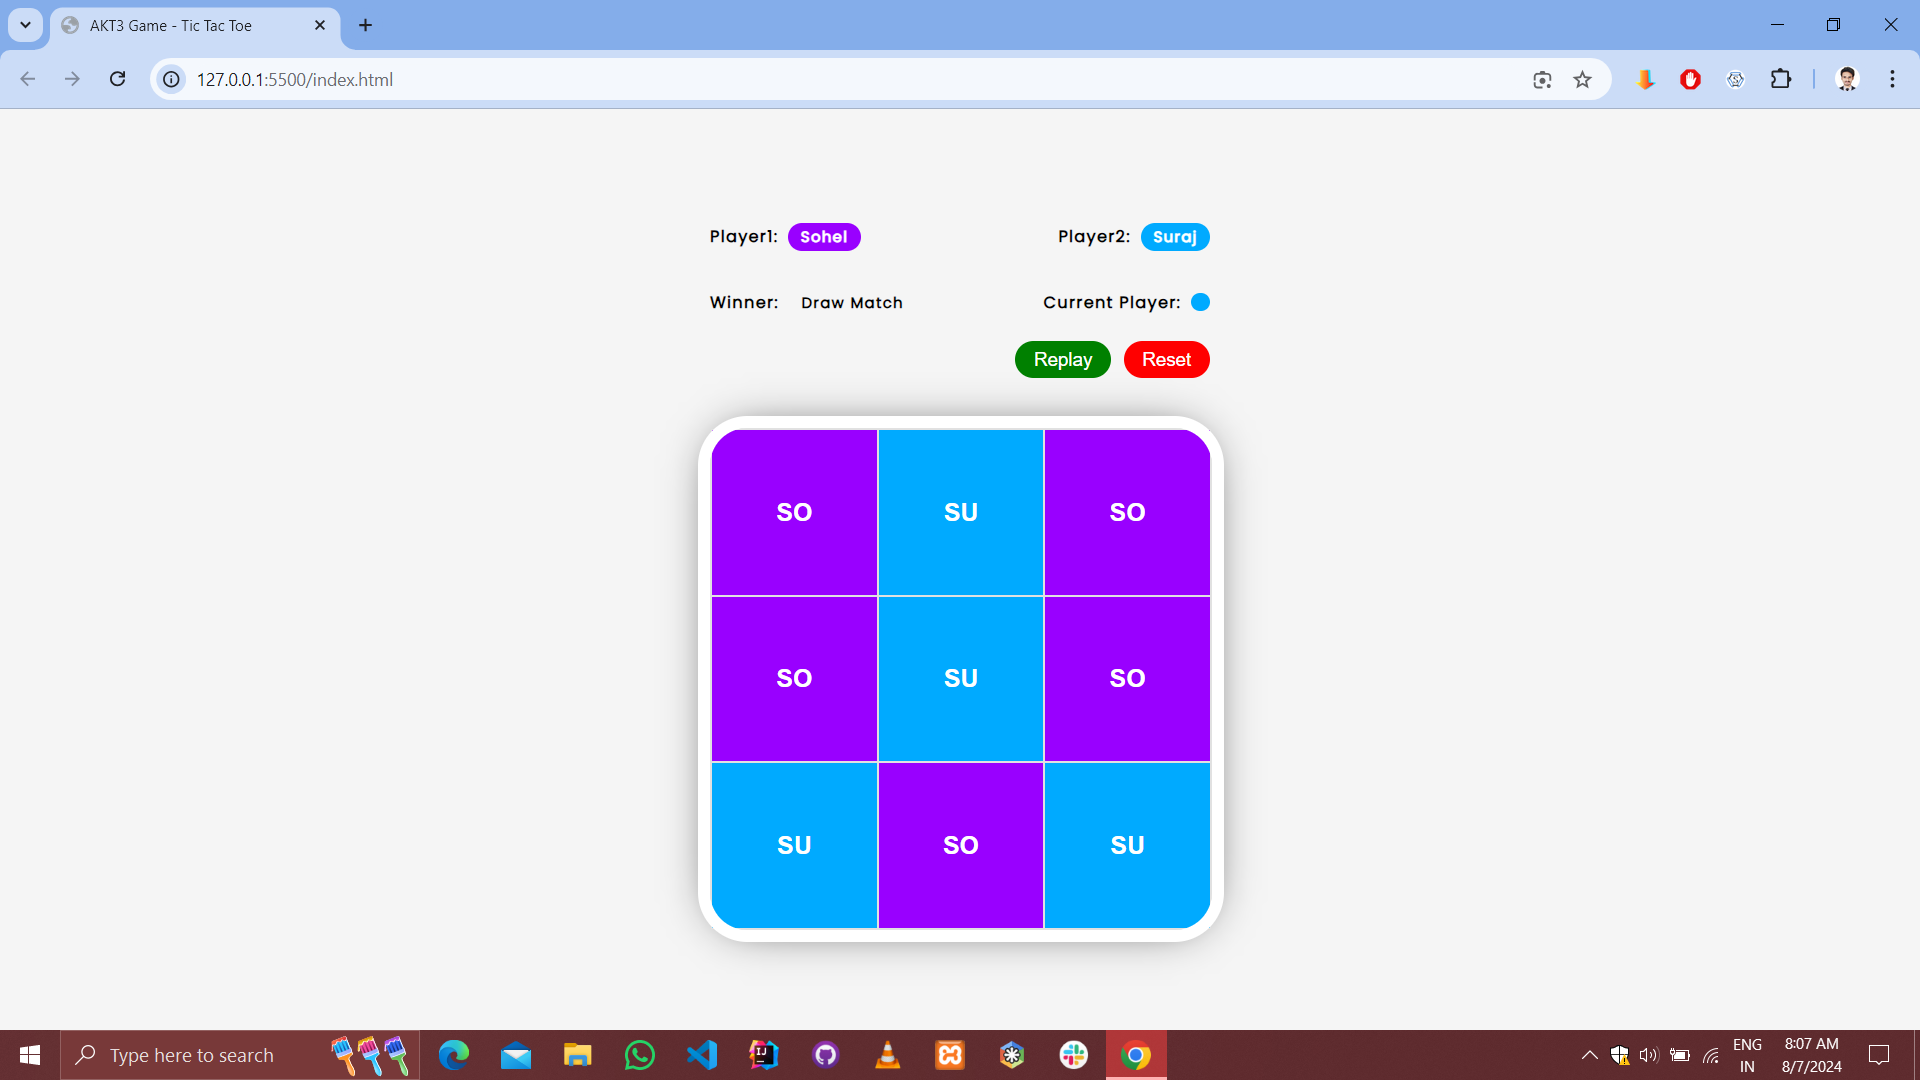 AKT3 Game - Tic Tac Toe
127.0.0.1:5500/index.html
Player1: Sohel Player2: Suraj
Winner: Draw Match Current Player:
Replay Reset
SO SU SO
SO SU SO
SU SO SU
Type here to search
ENG 8:07 AM
IN 8/7/2024